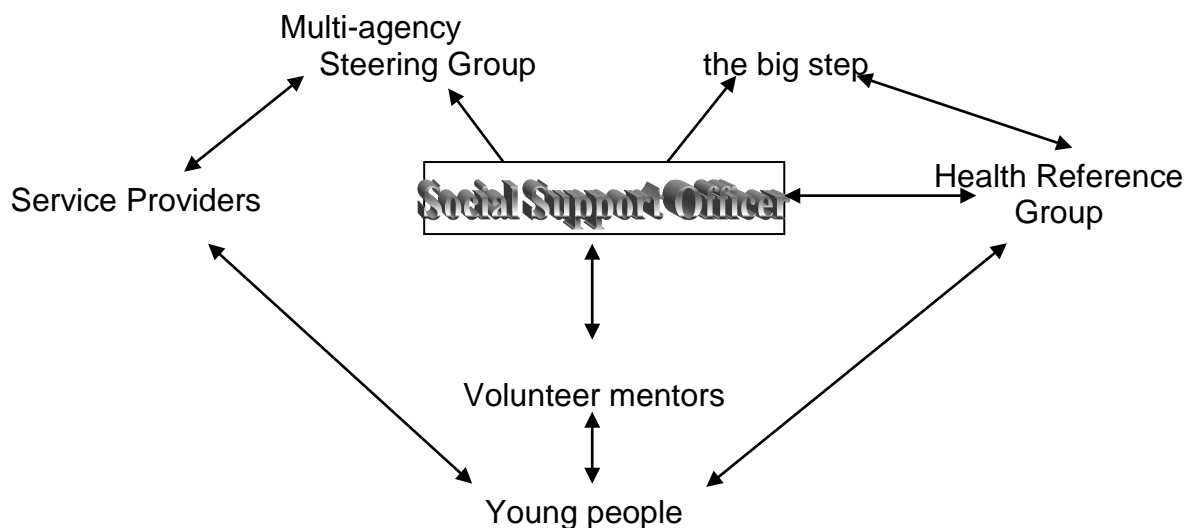 Multi-agency
Steering Group
the big step
Service Providers
Social Support Officer
Health Reference
Group
Volunteer mentors
Young people